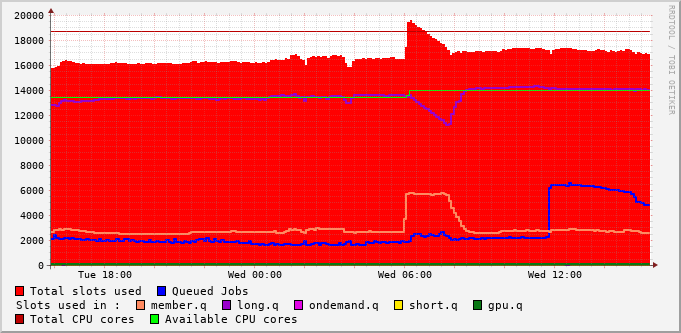 RRDTOOL / TOBI OETIKER
20000
18000
16000
14000
12000
10000
8000
6000
4000
2000
0
Tue 18:00 Wed 00:00 Wed 06:00 Wed 12:00
Total slots used Queued Jobs
Slots used in : member.q long.q ondemand.q short.q gpu.q
Total CPU cores Available CPU cores